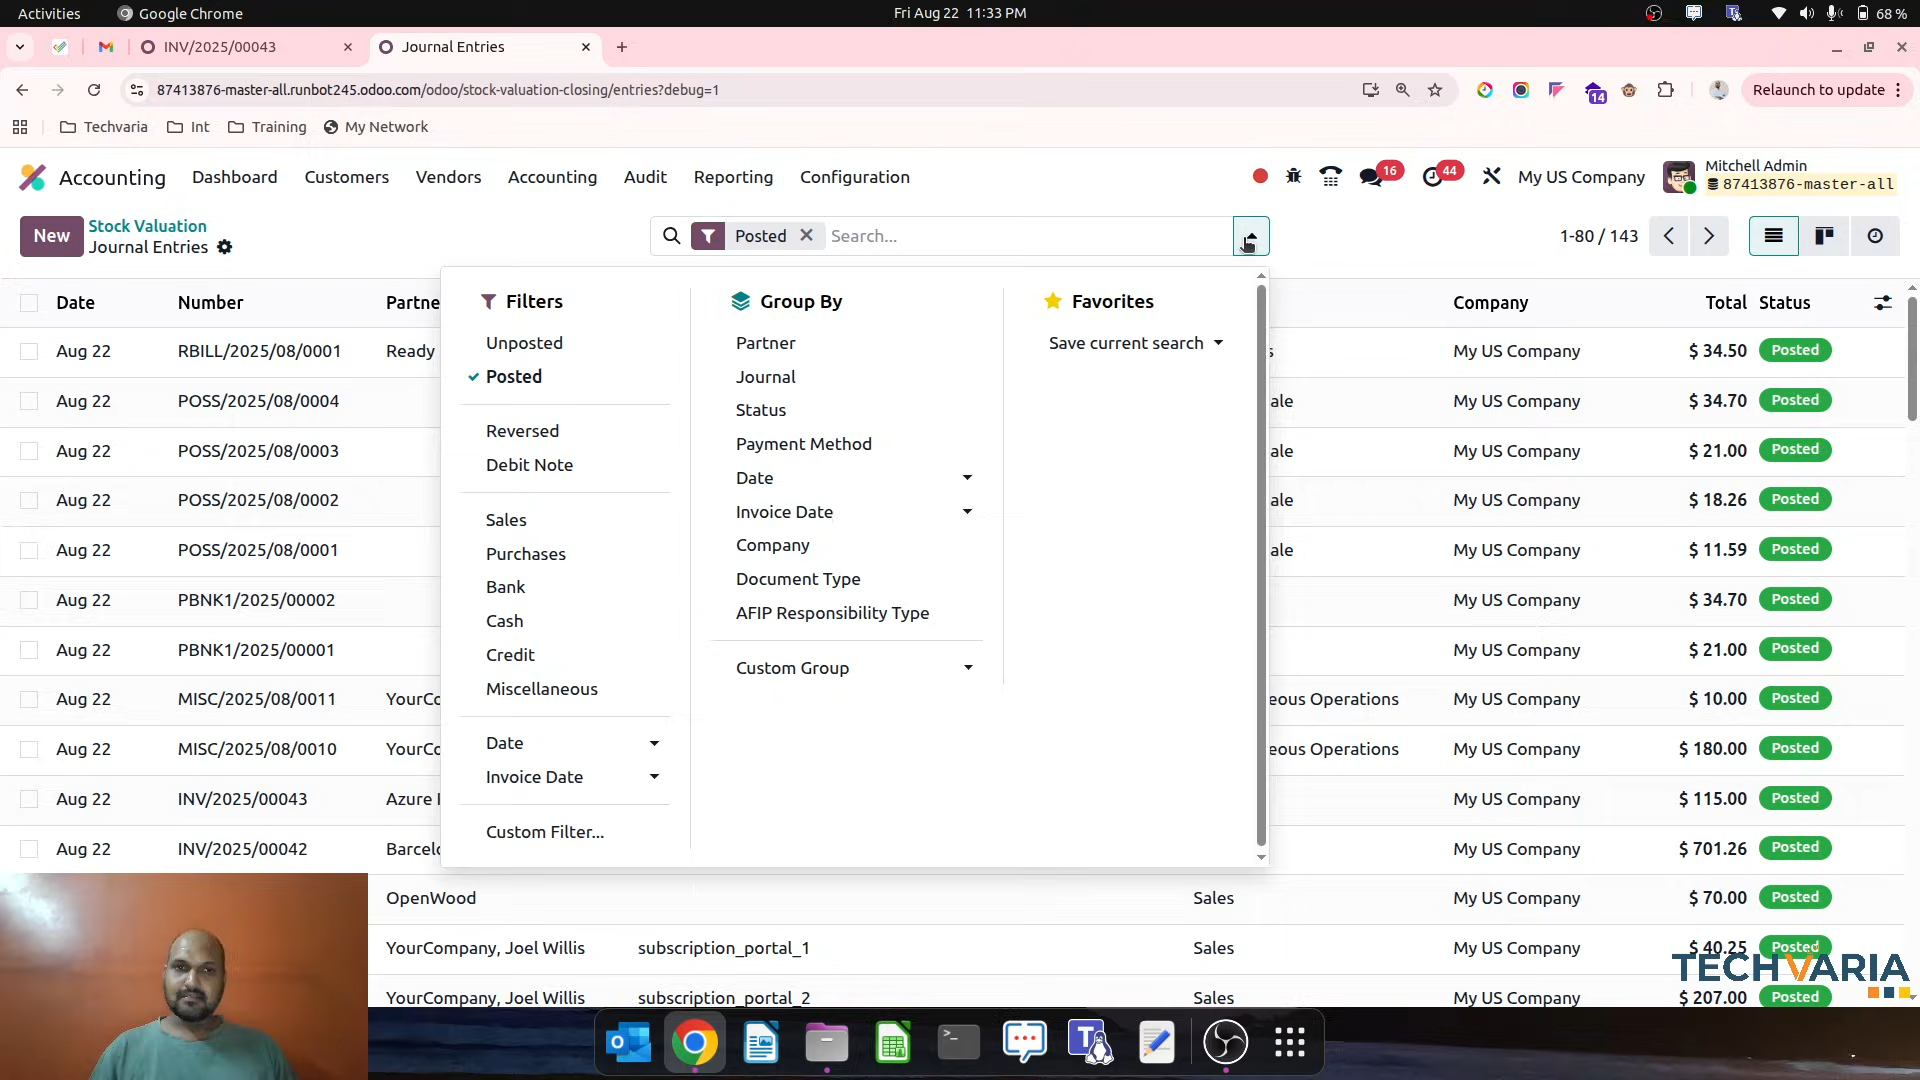 Activities
Google Chrome
Fri Aug 22 11:33 PM
68 %
INV/2025/00043
Journal Entries
87413876-master-all.runbot245.odoo.com/odoo/stock-valuation-closing/entries?debug=1
14
Relaunch to update
Techvaria
Int
Training
My Network
Accounting
Dashboard
Customers
Vendors
Accounting
Audit
Reporting
Configuration
16
44
My US Company
Mitchell Admin
87413876-master-all
New
Stock Valuation
Journal Entries
Posted
Search...
1-80 / 143
Date
Number
Partne
Company
Total
Status
Filters
Unposted
Posted
Reversed
Debit Note
Sales
Purchases
Bank
Cash
Credit
Miscellaneous
Date
Invoice Date
Custom Filter...
Group By
Partner
Journal
Status
Payment Method
Date
Invoice Date
Company
Document Type
AFIP Responsibility Type
Custom Group
Favorites
Save current search
Aug 22 RBILL/2025/08/0001 Ready s My US Company $ 34.50 Posted
Aug 22 POSS/2025/08/0004 ale My US Company $ 34.70 Posted
Aug 22 POSS/2025/08/0003 ale My US Company $ 21.00 Posted
Aug 22 POSS/2025/08/0002 ale My US Company $ 18.26 Posted
Aug 22 POSS/2025/08/0001 ale My US Company $ 11.59 Posted
Aug 22 PBNK1/2025/00002 My US Company $ 34.70 Posted
Aug 22 PBNK1/2025/00001 My US Company $ 21.00 Posted
Aug 22 MISC/2025/08/0011 YourCo eous Operations My US Company $ 10.00 Posted
Aug 22 MISC/2025/08/0010 YourCo eous Operations My US Company $ 180.00 Posted
Aug 22 INV/2025/00043 Azure My US Company $ 115.00 Posted
Aug 22 INV/2025/00042 Barcelo My US Company $ 701.26 Posted
OpenWood Sales My US Company $ 70.00 Posted
YourCompany, Joel Willis subscription_portal_1 Sales My US Company $ 40.25 Posted
YourCompany, Joel Willis subscription_portal_2 Sales My US Company $ 207.00 Posted
TECHVARIA